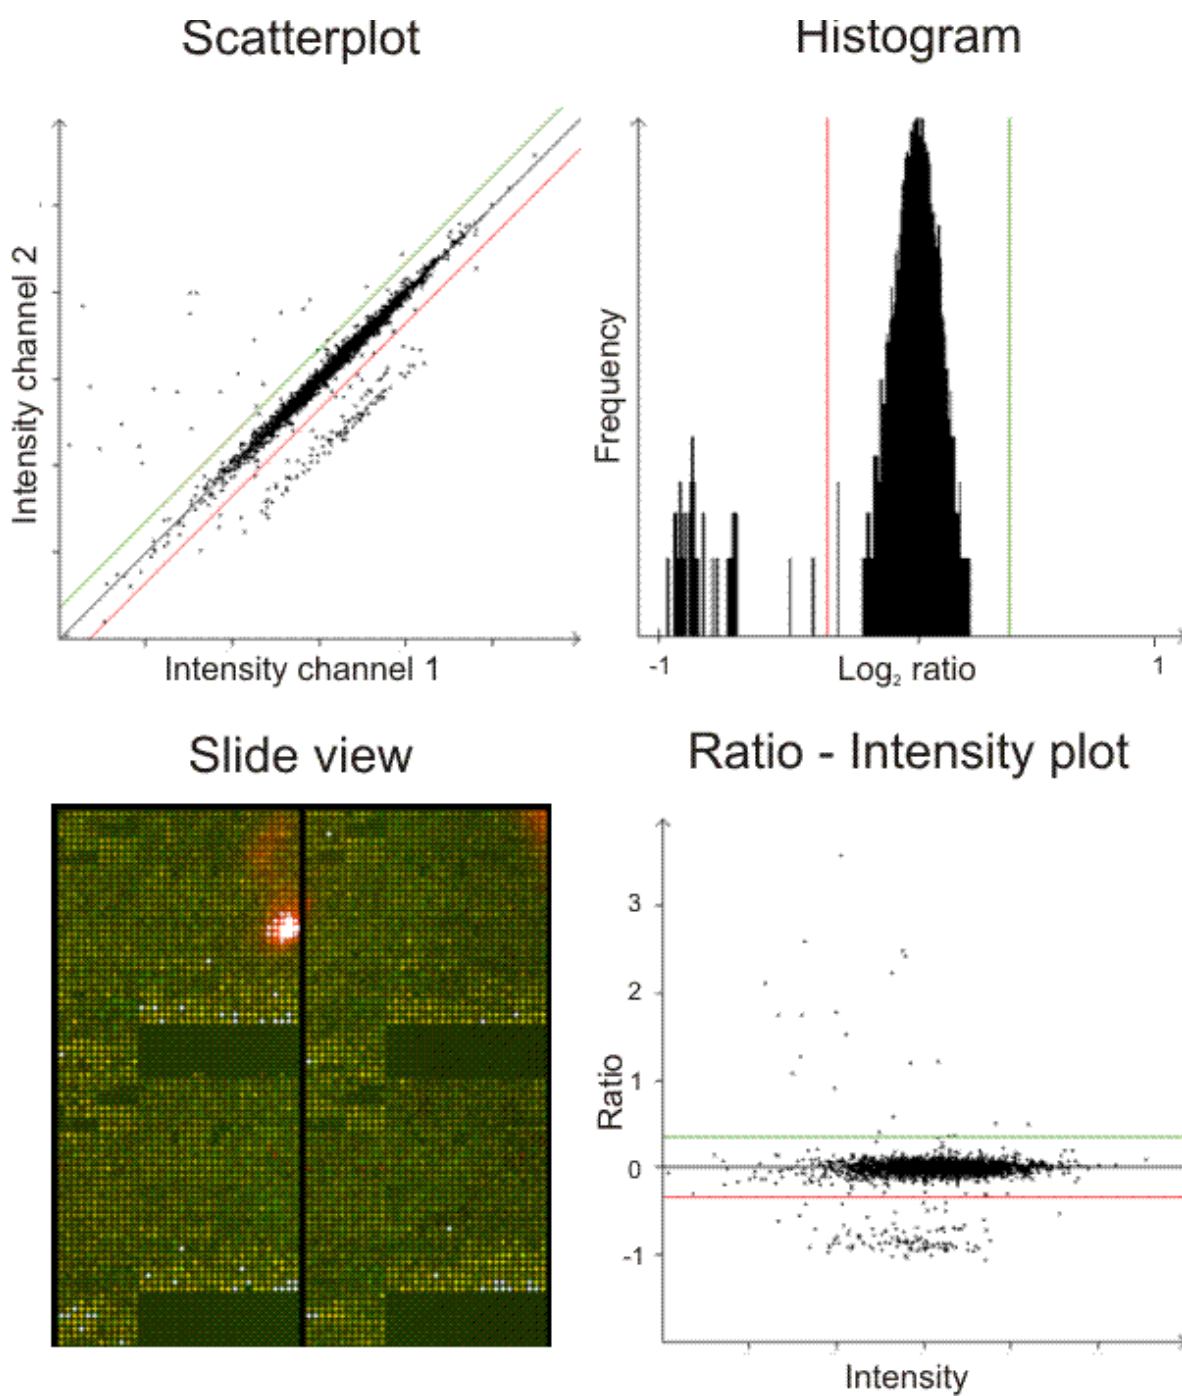 Scatterplot
Histogram
Intensity channel 2
Intensity channel 1
Frequency
-1
1
Log₂ ratio
Slide view
Ratio - Intensity plot
Ratio
3
2
1
0
-1
Intensity